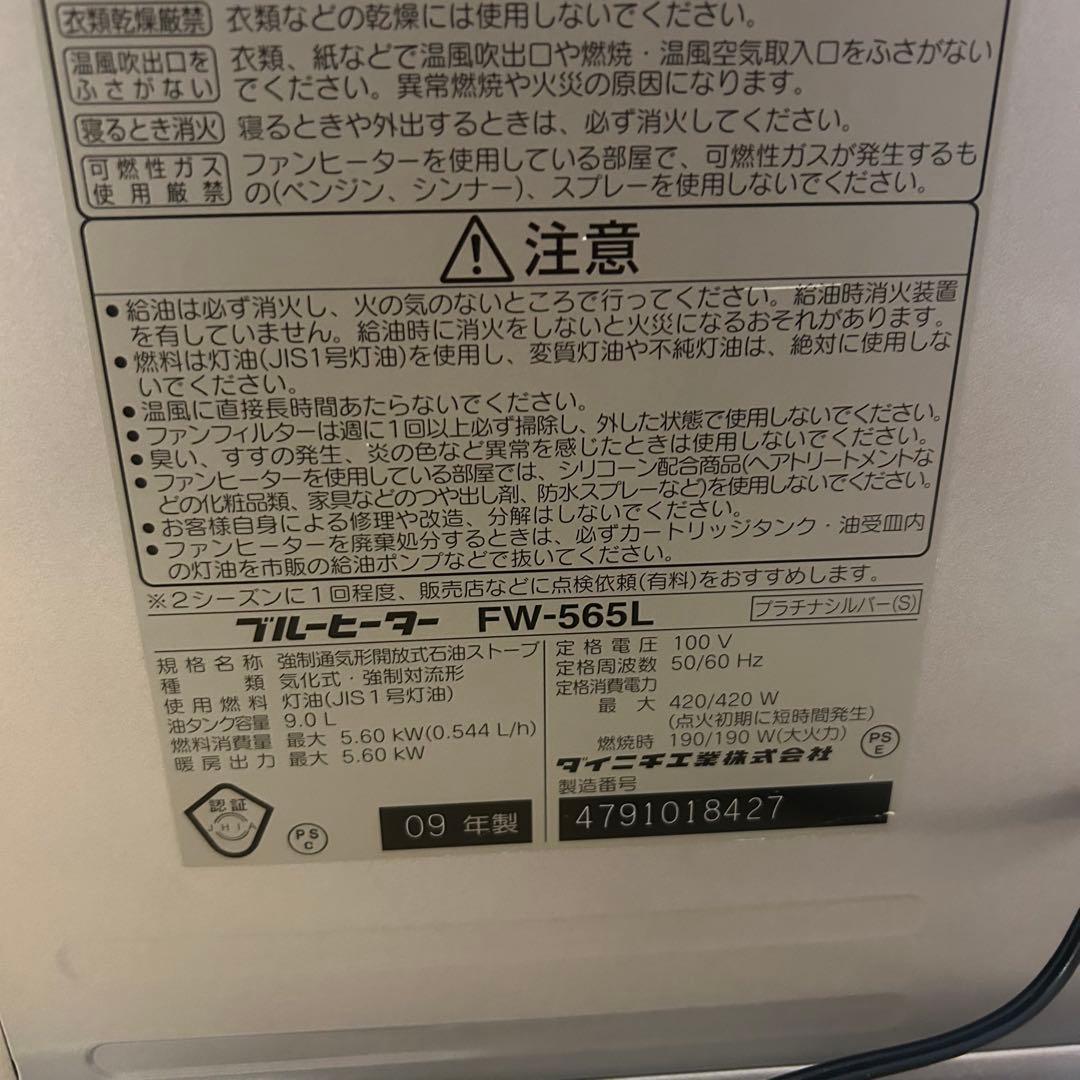 衣類乾燥厳禁 衣類などの乾燥には使用しないでください。
温風吹出口を
ふさがない
衣類、紙などで温風吹出口や燃焼・温風空気取入口をふさがない
でください。異常燃焼や火災の原因になります。
寝るとき消火 寝るときや外出するときは、必ず消火してください。
可燃性ガス
使用厳禁
ファンヒーターを使用している部屋で、可燃性ガスが発生するも
の(ベンジン、シンナー)、スプレーを使用しないでください。
注意
●給油は必ず消火し、火の気のないところで行ってください。給油時消火装置
を有していません。給油時に消火をしないと火災になるおそれがあります。
●燃料は灯油(JIS1号灯油)を使用し、変質灯油や不純灯油は、絶対に使用しな
いでください。
●温風に直接長時間あたらないでください。
●ファンフィルターは週に1回以上必ず掃除し、外した状態で使用しないでください。
●臭い、すすの発生、炎の色など異常を感じたときは使用しないでください。
●ファンヒーターを使用している部屋では、シリコーン配合商品(ヘアトリートメントな
どの化粧品類、家具などのつや出し剤、防水スプレーなど)を使用しないでください。
●お客様自身による修理や改造、分解はしないでください。
●ファンヒーターを廃棄処分するときは、必ずカートリッジタンク・油受皿内
の灯油を市販の給油ポンプなどで抜いてください。
※2シーズンに1回程度、販売店などに点検依頼(有料)をおすすめします。
ブルーヒーター FW-565L プラチナシルバー(S)
規格名称 強制通気形開放式石油ストーブ
種類 気化式・強制対流形
使用燃料 灯油(JIS1号灯油)
油タンク容量 9.0 L
燃料消費量 最大 5.60 kW(0.544 L/h)
暖房出力 最大 5.60 kW
認証
JHIA
PS
C
09 年製
定格電圧 100 V
定格周波数 50/60 Hz
定格消費電力
最大 420/420 W
(点火初期に短時間発生)
燃焼時 190/190 W(大火力)
PS
E
ダイニチ工業株式会社
製造番号
4791018427